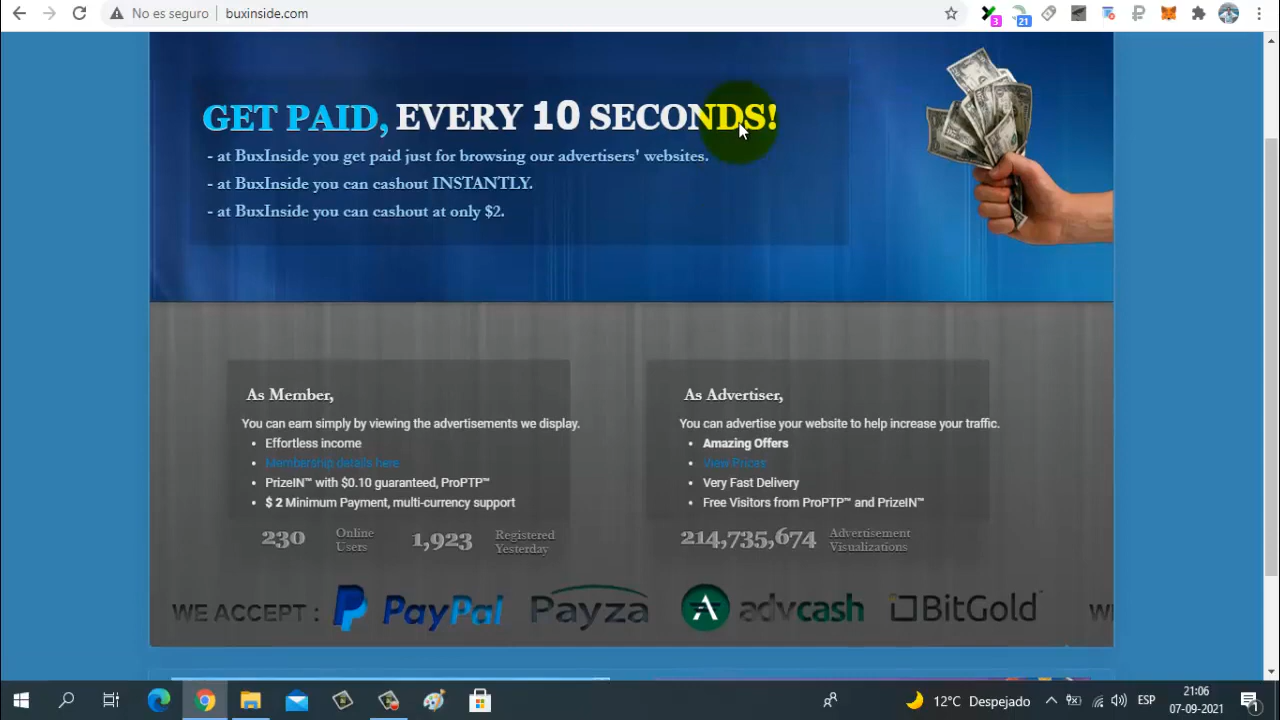 No es seguro
buxinside.com
3
21
GET PAID, EVERY 10 SECONDS!
- at BuxInside you get paid just for browsing our advertisers' websites.
- at BuxInside you can cashout INSTANTLY.
- at BuxInside you can cashout at only $2.
As Member,
You can earn simply by viewing the advertisements we display.
• Effortless income
• Membership details here
• PrizeIN™ with $0.10 guaranteed, ProPTP™
• $ 2 Minimum Payment, multi-currency support
230 Online Users
1,923 Registered Yesterday
As Advertiser,
You can advertise your website to help increase your traffic.
• Amazing Offers
• View Prices
• Very Fast Delivery
• Free Visitors from ProPTP™ and PrizeIN™
214,735,674 Advertisement Visualizations
WE ACCEPT : PayPal Payza advcash BitGold
12°C Despejado
ESP
21:06
07-09-2021
1